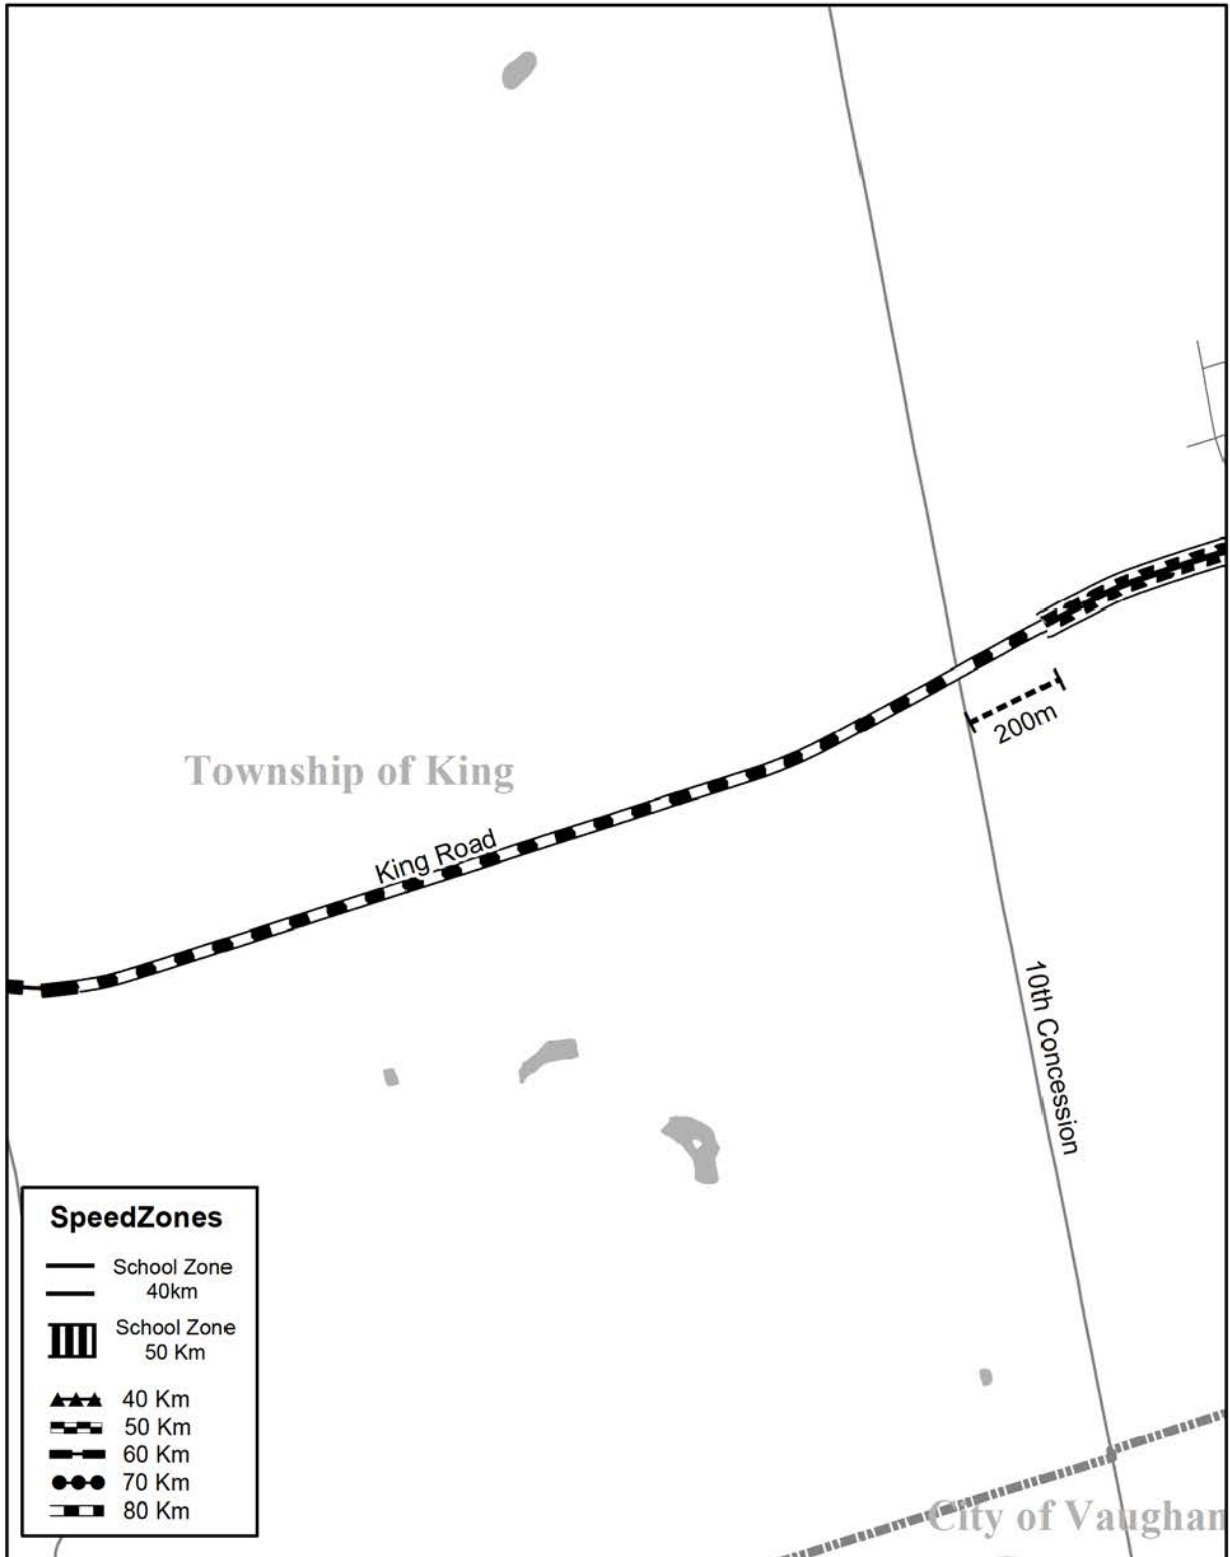 200m
Township of King
King Road
10th Concession
SpeedZones
School Zone
40km
School Zone
50 Km
40 Km
50 Km
60 Km
70 Km
80 Km
City of Vaughan